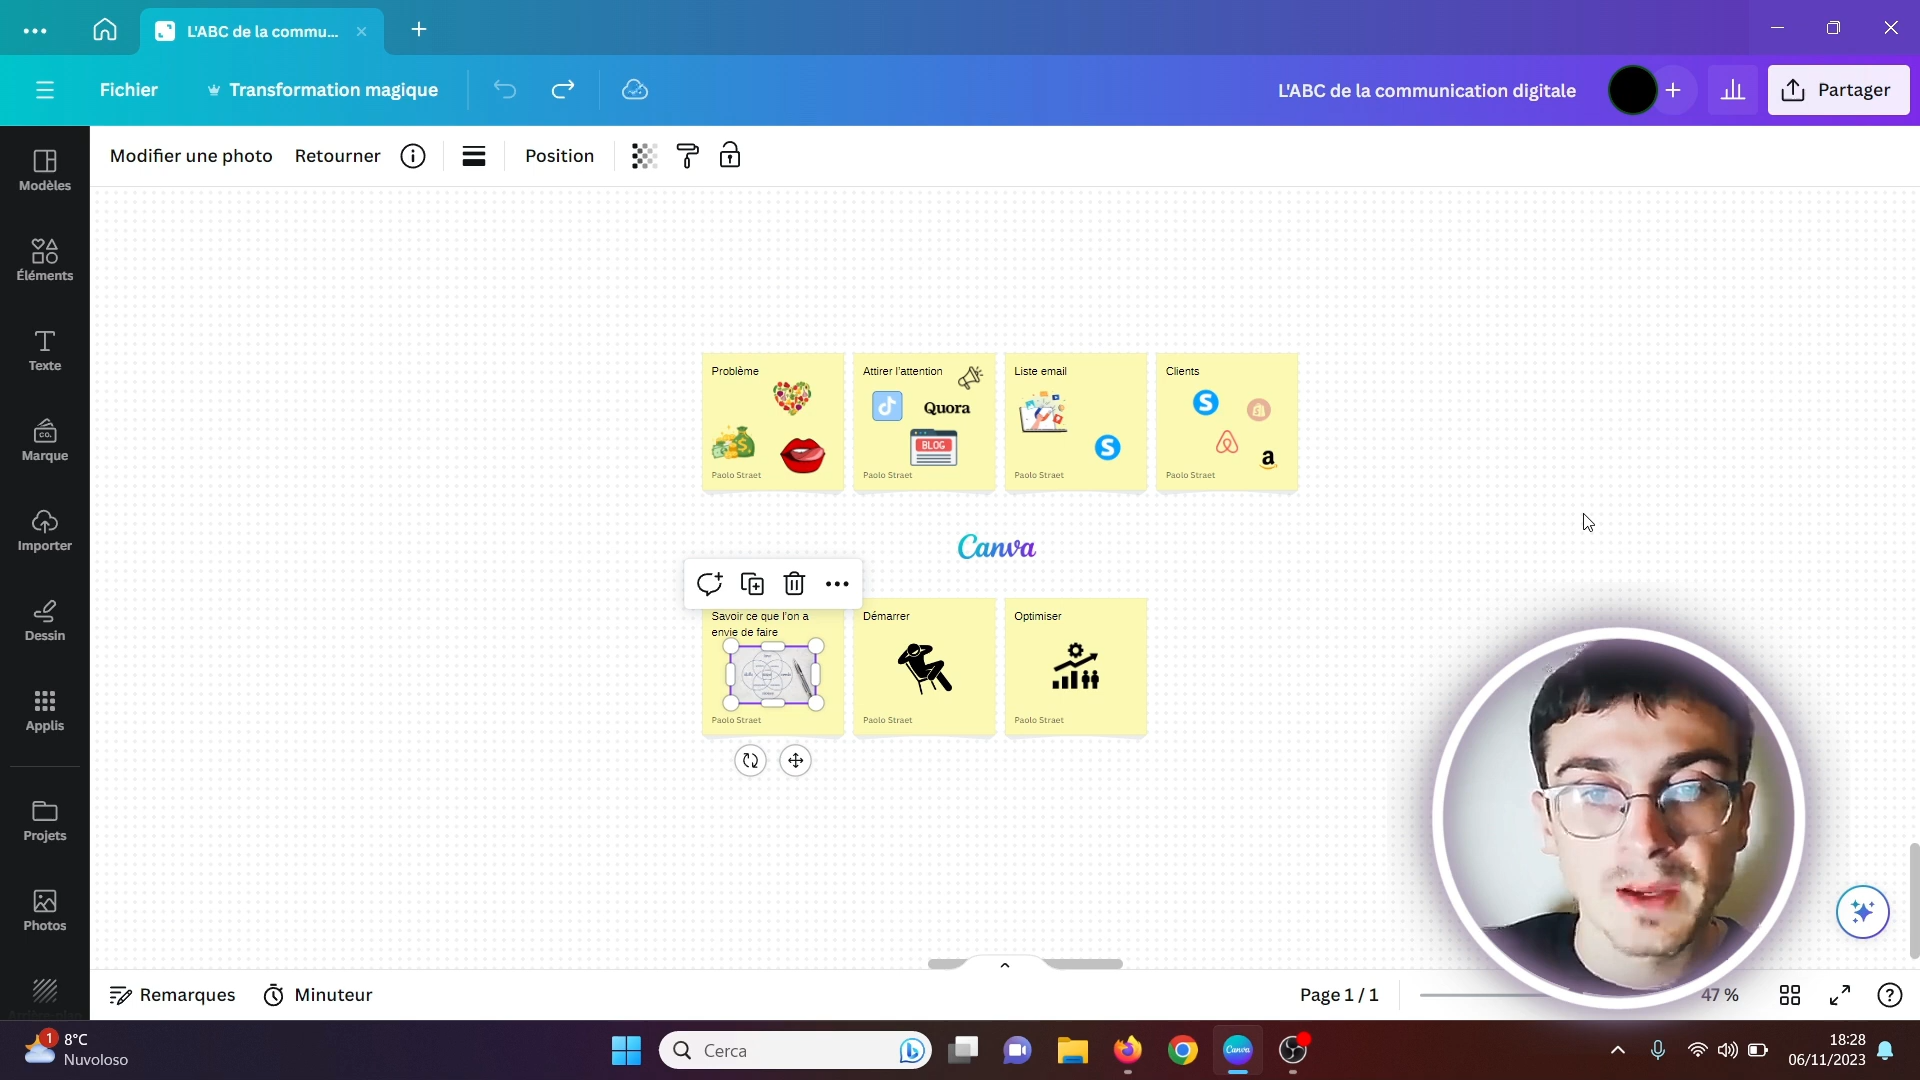 L'ABC de la commu...
Fichier
Transformation magique
L'ABC de la communication digitale
Partager
Modifier une photo
Retourner
Position
Modèles
Éléments
Texte
CO.
Marque
Importer
Dessin
Applis
Projets
Photos
Problème
Paolo Straet
Attirer l'attention
Quora
BLOG
Paolo Straet
Liste email
Paolo Straet
Clients
Paolo Straet
Canva
Savoir ce que l'on a
envie de faire
Paolo Straet
Démarrer
Paolo Straet
Optimiser
Paolo Straet
Remarques
Minuteur
Page 1 / 1
47 %
1
8°C
Nuvoloso
Cerca
Canva
18:28
06/11/2023